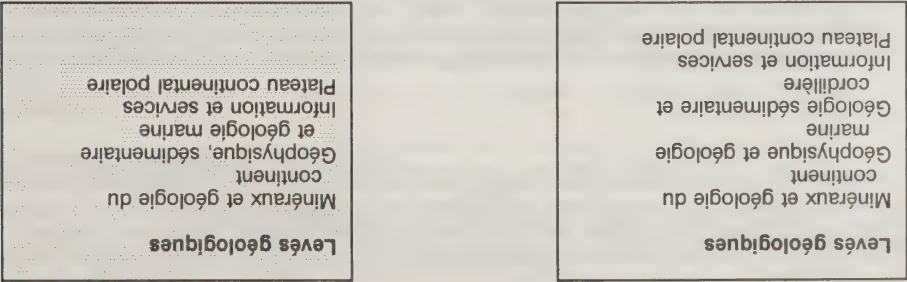 Levés géologiques
Minéraux et géologie du
continent
Géophysique et géologie
marine
Géologie sédimentaire et
cordillière
Information et services
Plateau continental polaire
Levés géologiques
Minéraux et géologie du
continent
Géophysique, sédimentaire
et géologie marine
Information et services
Plateau continental polaire